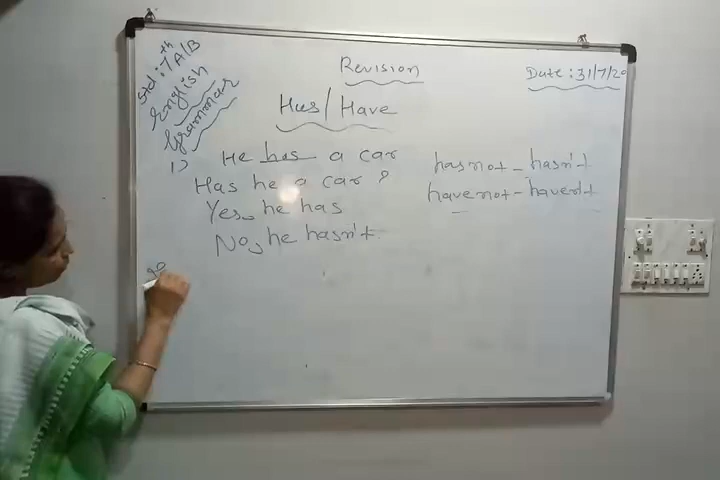 Std : 7th A/B
English
Grammar
Revision
Date : 31/7/20
Has/Have
1) He has a car
Has he a car ?
Yes, he has
No, he hasn't
has not - hasn't
have not - haven't